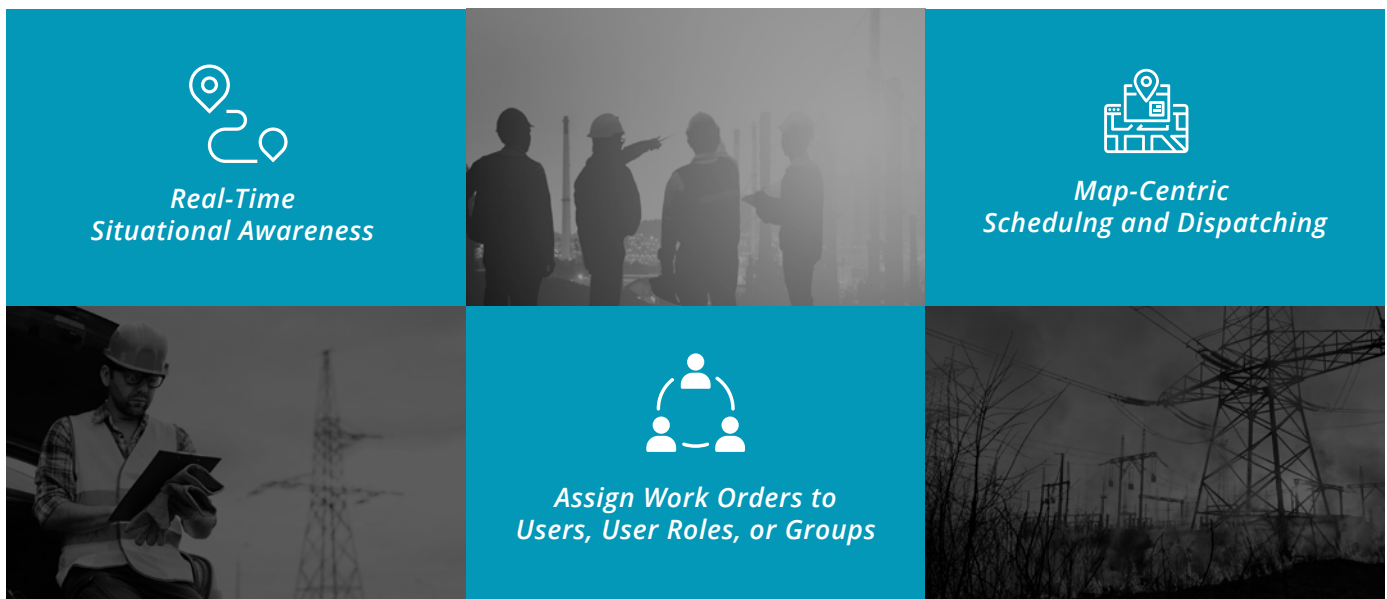 Real-Time
Situational Awareness
Map-Centric
Schedulng and Dispatching
Assign Work Orders to
Users, User Roles, or Groups